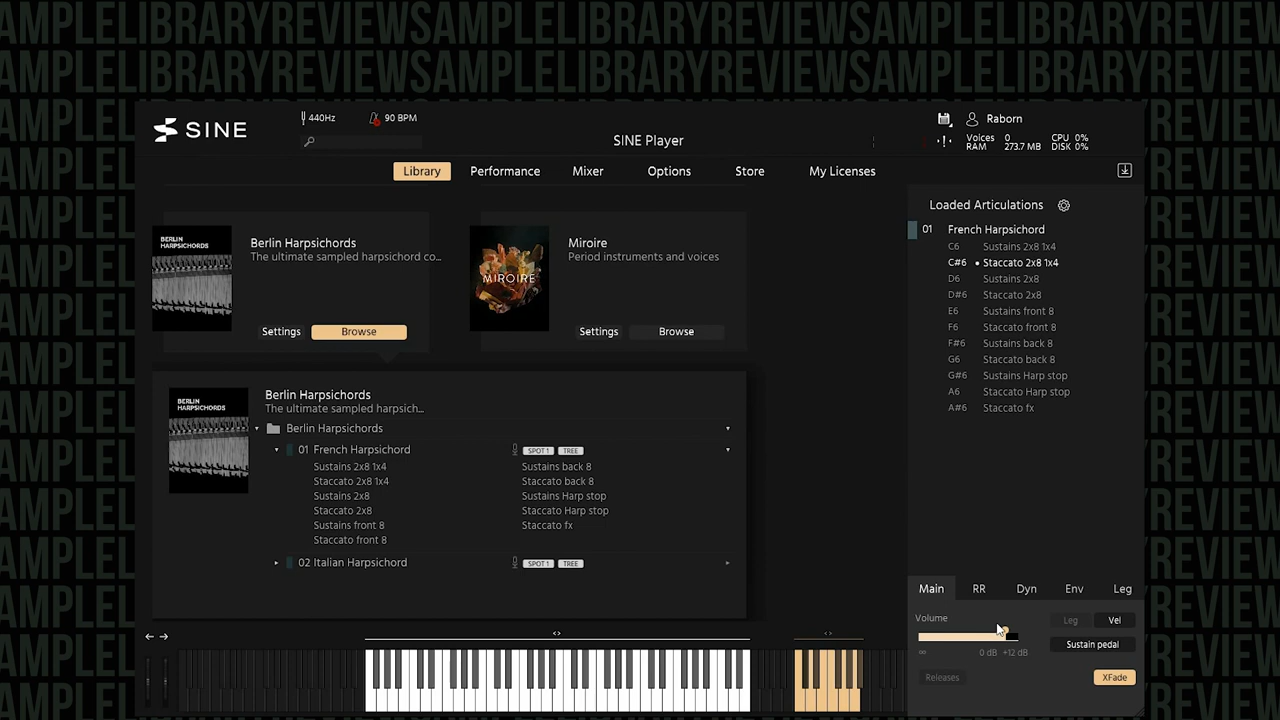 AMPLELIBRARYREVIEWSAMPLELIBRARYREVIEWSAMPLELIBRARYREVIEWS
SINE
440Hz
90 BPM
SINE Player
Raborn
Voices 0
RAM 273.7 MB
CPU 0%
DISK 0%
Library
Performance
Mixer
Options
Store
My Licenses
BERLIN
HARPSICHORDS
Berlin Harpsichords
The ultimate sampled harpsichord co...
Settings
Browse
MIROIRE
Miroire
Period instruments and voices
Settings
Browse
BERLIN
HARPSICHORDS
Berlin Harpsichords
The ultimate sampled harpsich...
Berlin Harpsichords
01 French Harpsichord
SPOT 1 TREE
Sustains 2x8 1x4
Staccato 2x8 1x4
Sustains 2x8
Staccato 2x8
Sustains front 8
Staccato front 8
Sustains back 8
Staccato back 8
Sustains Harp stop
Staccato Harp stop
Staccato fx
02 Italian Harpsichord
SPOT 1 TREE
Loaded Articulations
01 French Harpsichord
C6 Sustains 2x8 1x4
C#6 • Staccato 2x8 1x4
D6 Sustains 2x8
D#6 Staccato 2x8
E6 Sustains front 8
F6 Staccato front 8
F#6 Sustains back 8
G6 Staccato back 8
G#6 Sustains Harp stop
A6 Staccato Harp stop
A#6 Staccato fx
Main
RR
Dyn
Env
Leg
Volume
∞ 0 dB +12 dB
Leg
Vel
Sustain pedal
Releases
XFade